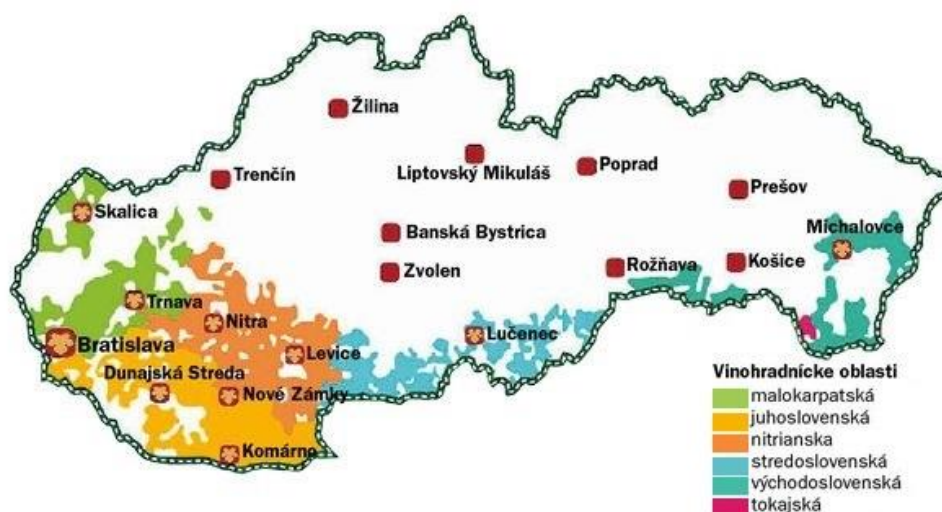 Žilina
Trenčín
Liptovský Mikuláš
Poprad
Prešov
Skalica
Banská Bystrica
Michalovce
Zvolen
Rožňava
Košice
Trnava
Nitra
Lučenec
Bratislava
Levice
Dunajská Streda
Nové Zámky
Komárno
Vinohradnícke oblasti
malokarpatská
juhoslovenská
nitrianska
stredoslovenská
východoslovenská
tokajská